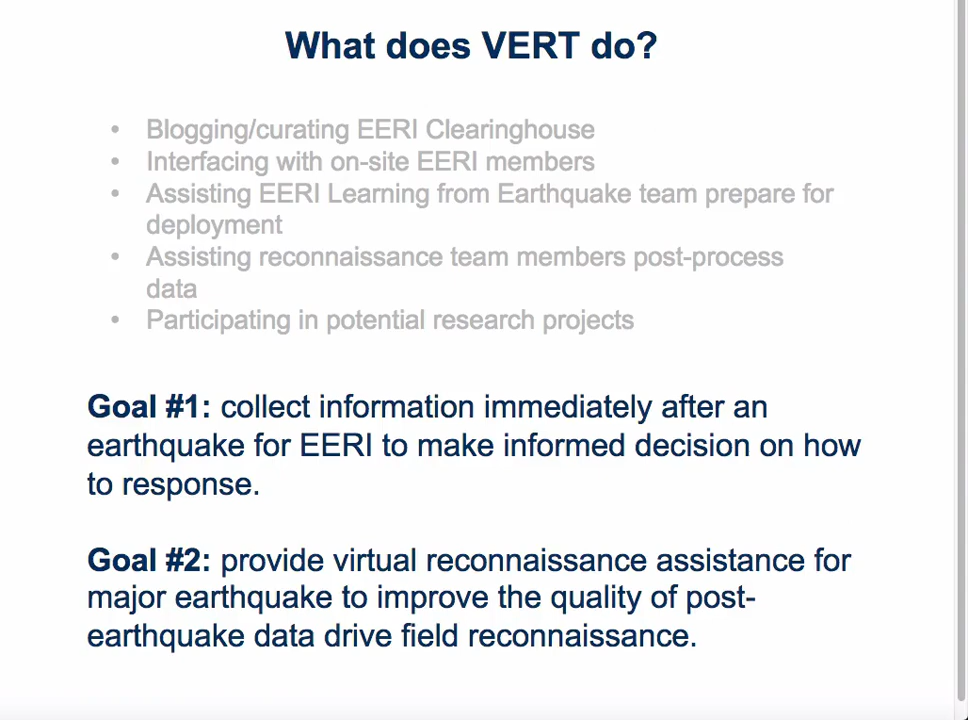 What does VERT do?
• Blogging/curating EERI Clearinghouse
• Interfacing with on-site EERI members
• Assisting EERI Learning from Earthquake team prepare for
deployment
• Assisting reconnaissance team members post-process
data
• Participating in potential research projects
Goal #1: collect information immediately after an
earthquake for EERI to make informed decision on how
to response.
Goal #2: provide virtual reconnaissance assistance for
major earthquake to improve the quality of post-
earthquake data drive field reconnaissance.